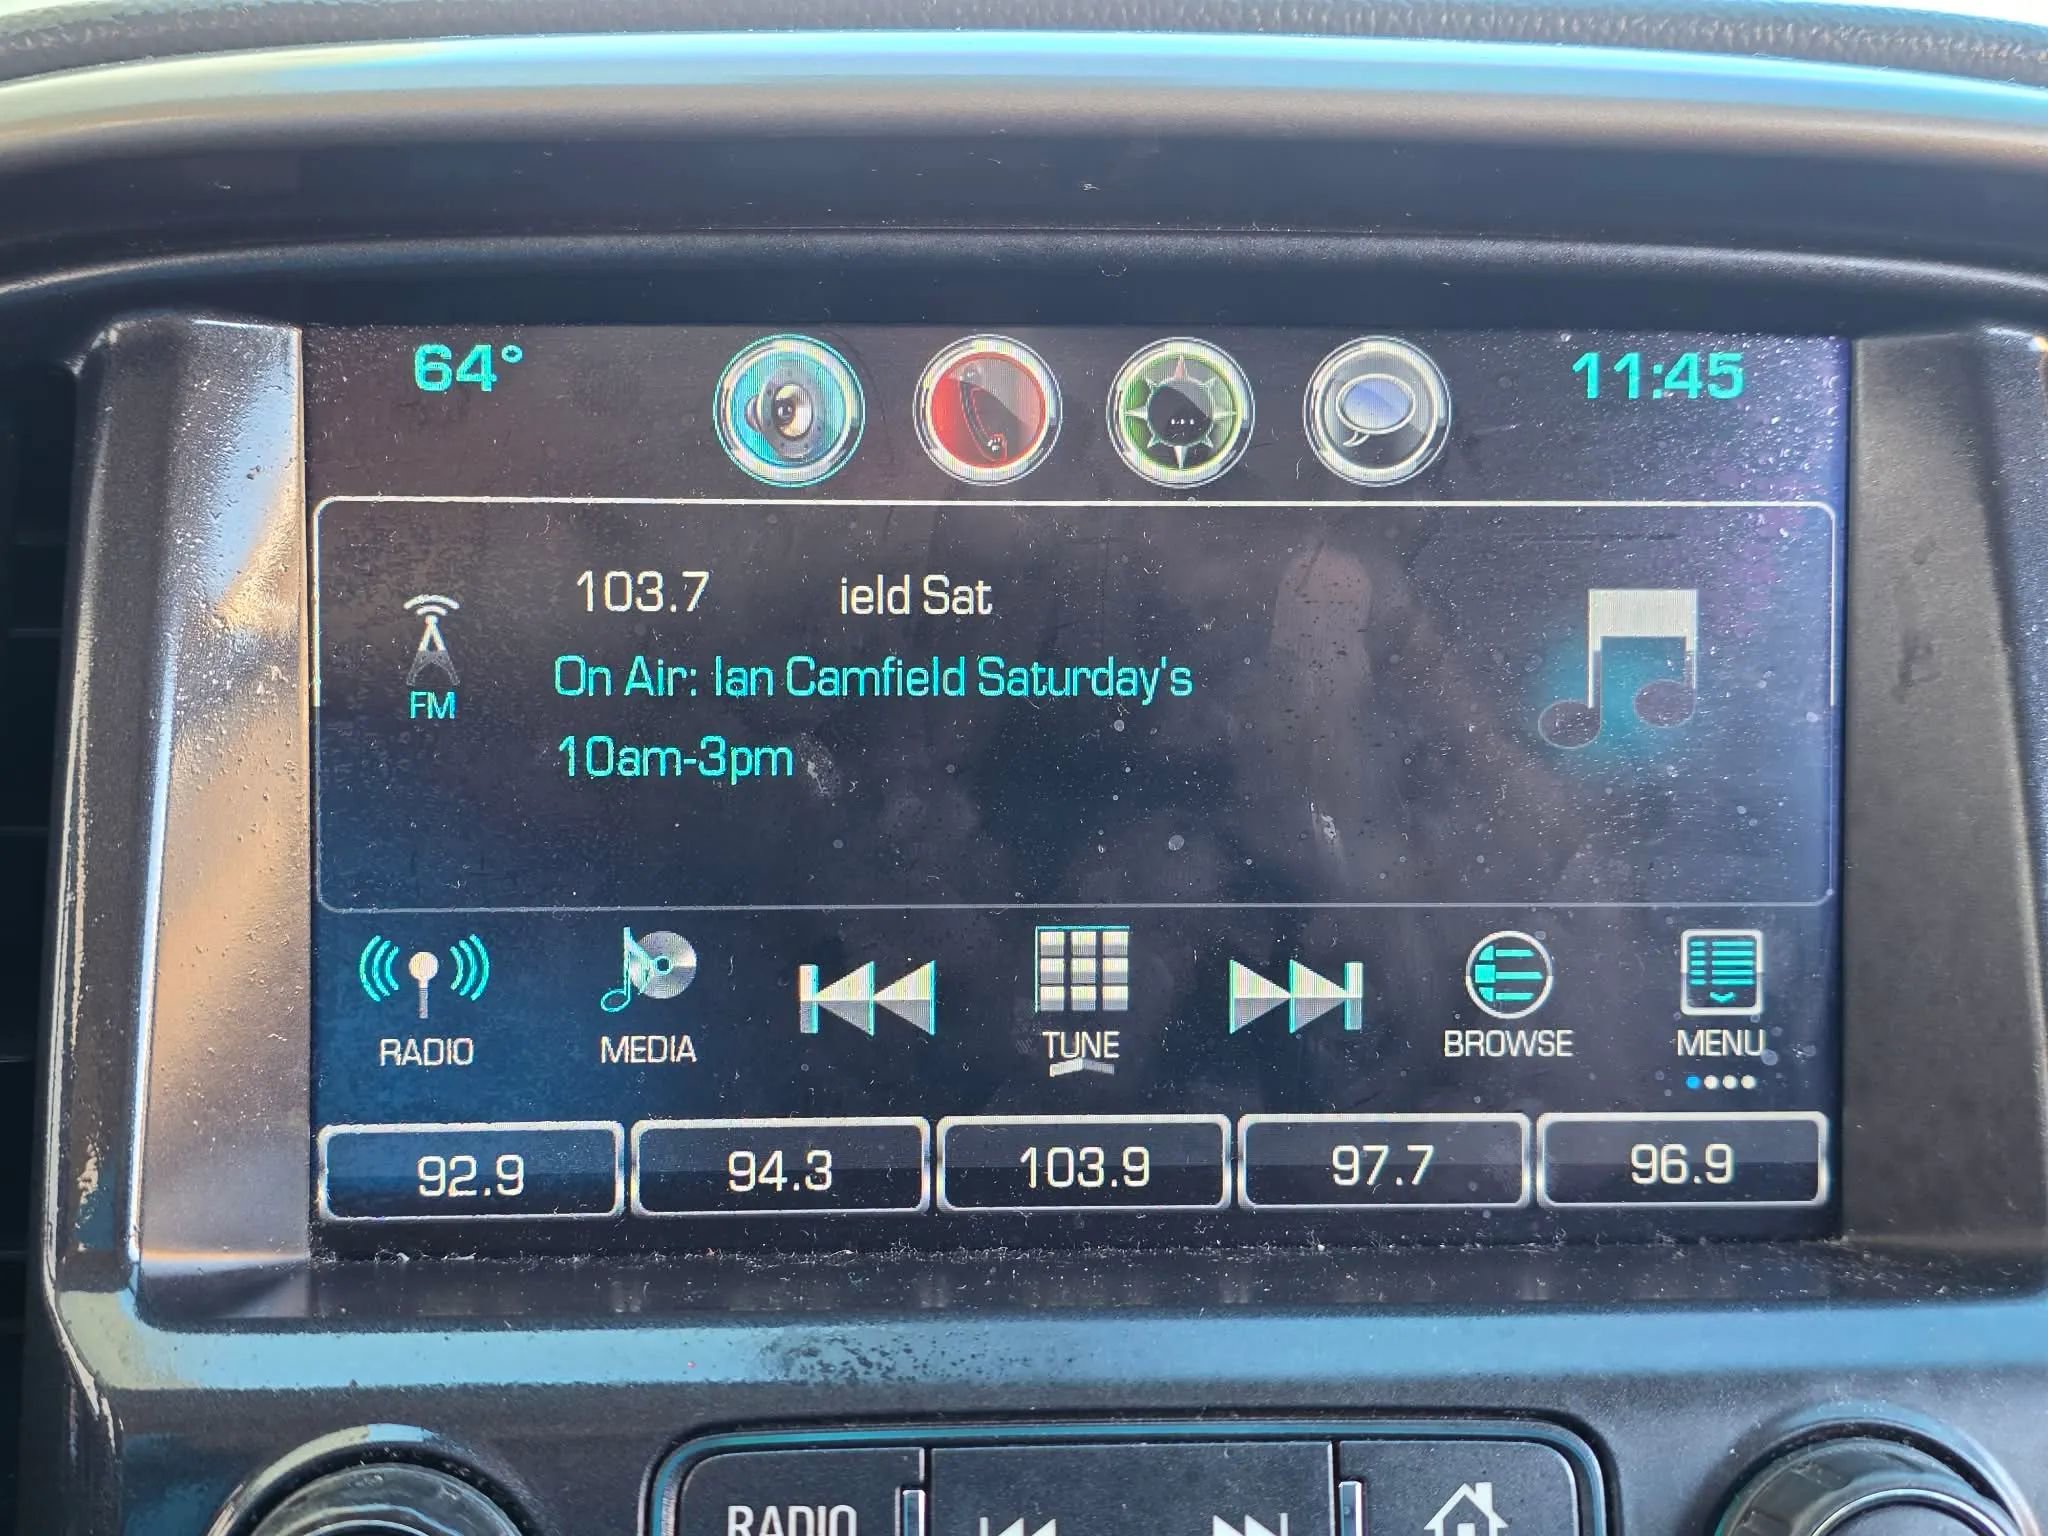 64° 11:45
103.7 ield Sat
On Air: Ian Camfield Saturday's
FM
10am-3pm
RADIO MEDIA TUNE BROWSE MENU
92.9 94.3 103.9 97.7 96.9
RADIO